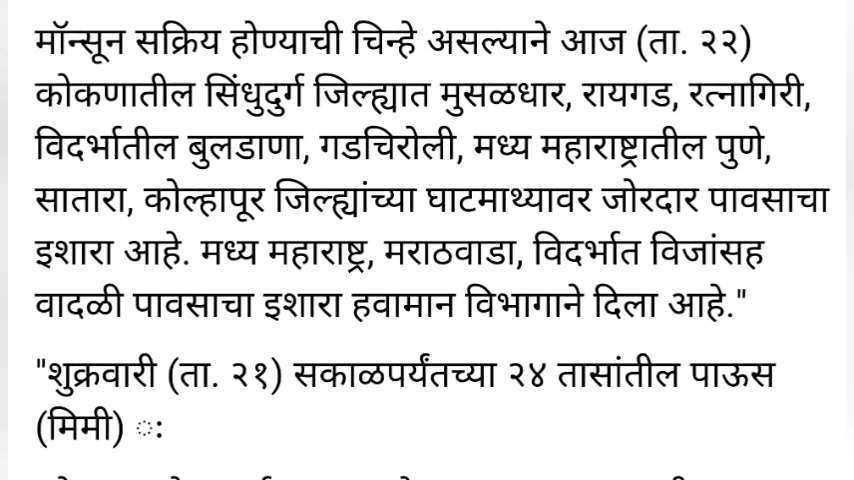 मॉन्सून सक्रिय होण्याची चिन्हे असल्याने आज (ता. २२)
कोकणातील सिंधुदुर्ग जिल्ह्यात मुसळधार, रायगड, रत्नागिरी,
विदर्भातील बुलडाणा, गडचिरोली, मध्य महाराष्ट्रातील पुणे,
सातारा, कोल्हापूर जिल्ह्यांच्या घाटमाथ्यावर जोरदार पावसाचा
इशारा आहे. मध्य महाराष्ट्र, मराठवाडा, विदर्भात विजांसह
वादळी पावसाचा इशारा हवामान विभागाने दिला आहे."
"शुक्रवारी (ता. २१) सकाळपर्यंतच्या २४ तासांतील पाऊस
(मिमी) ः